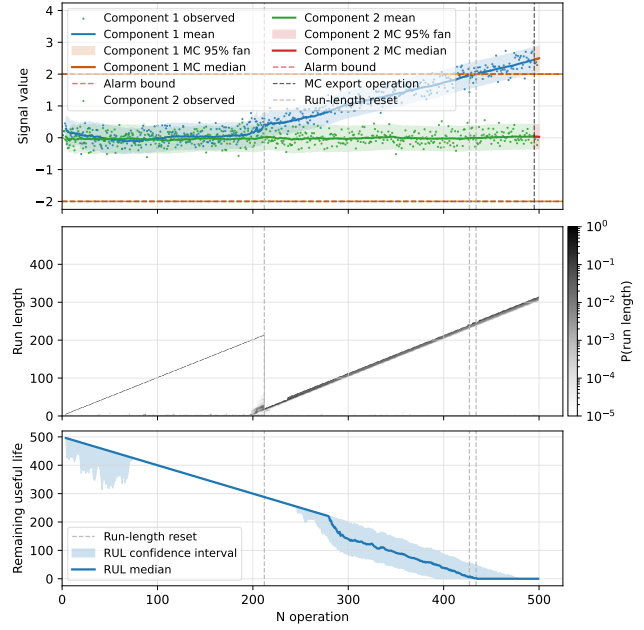 4
3
2
1
0
−1
−2
Signal value
Component 1 observed
Component 1 mean
Component 1 MC 95% fan
Component 1 MC median
Alarm bound
Component 2 observed
Component 2 mean
Component 2 MC 95% fan
Component 2 MC median
Alarm bound
MC export operation
Run-length reset
400
300
200
100
0
Run length
10^0
10^-1
10^-2
10^-3
10^-4
10^-5
P(run length)
500
400
300
200
100
0
Remaining useful life
Run-length reset
RUL confidence interval
RUL median
0 100 200 300 400 500
N operation